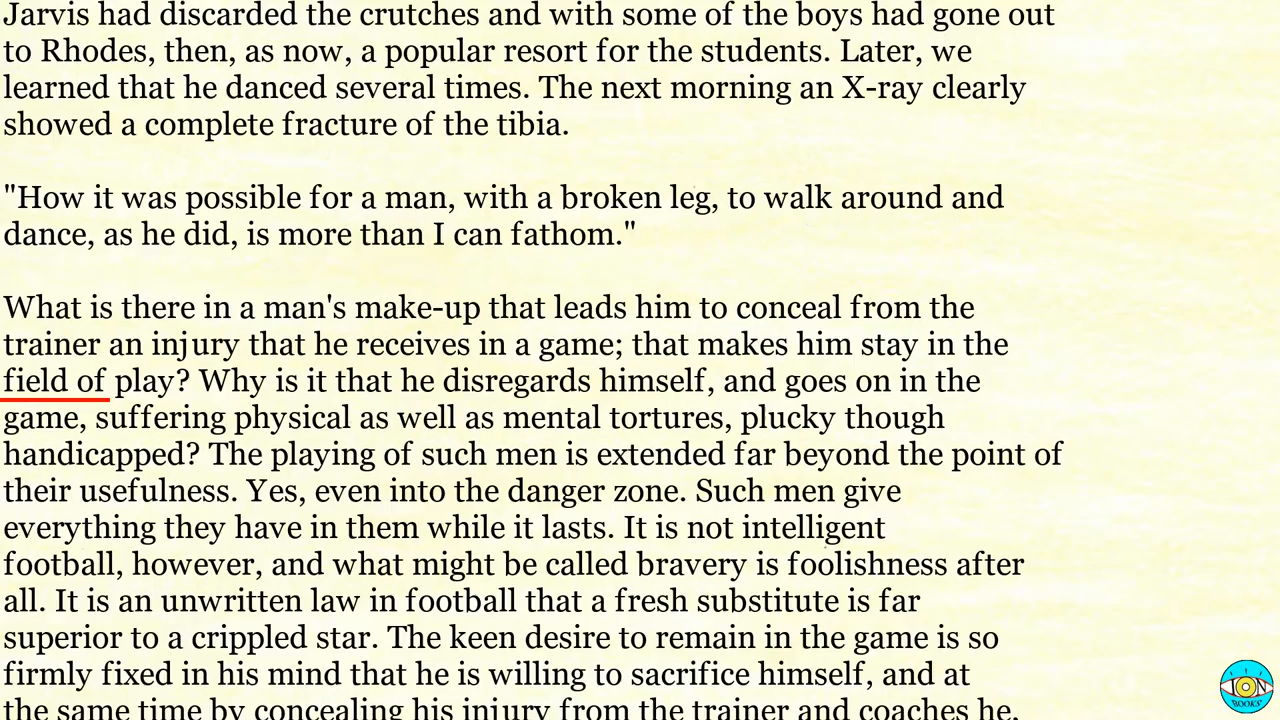 Jarvis had discarded the crutches and with some of the boys had gone out
to Rhodes, then, as now, a popular resort for the students. Later, we
learned that he danced several times. The next morning an X-ray clearly
showed a complete fracture of the tibia.
"How it was possible for a man, with a broken leg, to walk around and
dance, as he did, is more than I can fathom."
What is there in a man's make-up that leads him to conceal from the
trainer an injury that he receives in a game; that makes him stay in the
field of play? Why is it that he disregards himself, and goes on in the
game, suffering physical as well as mental tortures, plucky though
handicapped? The playing of such men is extended far beyond the point of
their usefulness. Yes, even into the danger zone. Such men give
everything they have in them while it lasts. It is not intelligent
football, however, and what might be called bravery is foolishness after
all. It is an unwritten law in football that a fresh substitute is far
superior to a crippled star. The keen desire to remain in the game is so
firmly fixed in his mind that he is willing to sacrifice himself, and at
the same time by concealing his injury from the trainer and coaches he,
ION
BOOKS